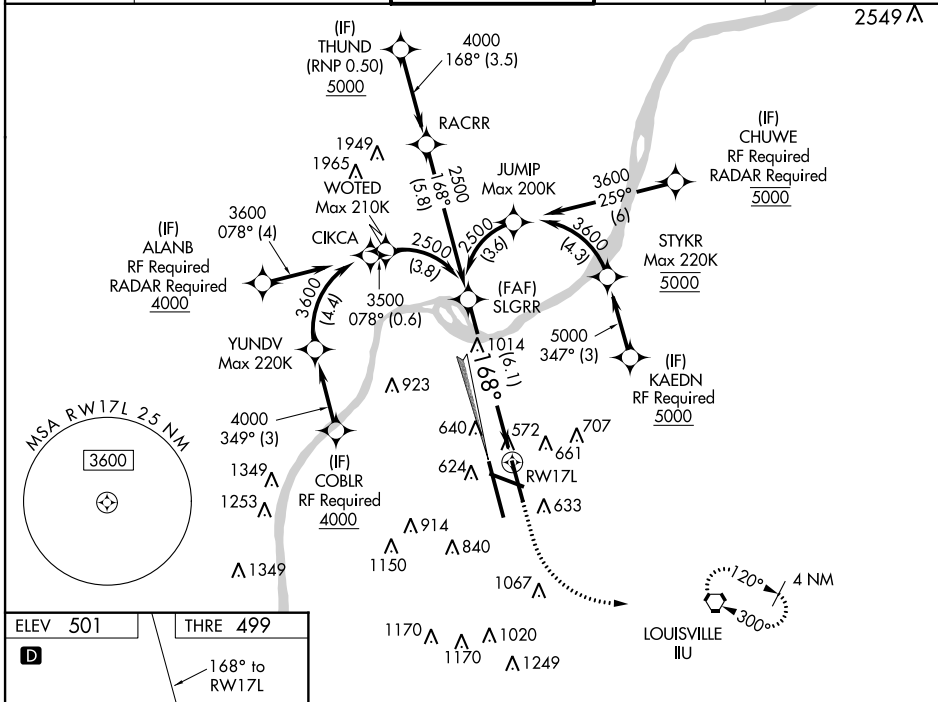 2549
(IF)
THUND
(RNP 0.50)
5000
4000
168° (3.5)
RACRR
1949
1965
WOTED
Max 210K
2500
168°
(5.8)
JUMIP
Max 200K
3600
259°
(6)
(IF)
CHUWE
RF Required
RADAR Required
5000
(IF)
ALANB
RF Required
RADAR Required
4000
3600
078° (4)
CIKCA
2500
(3.8)
2500
(3.6)
3600
(4.3)
STYKR
Max 220K
5000
3600
(4.4)
3500
078° (0.6)
(FAF)
SLGRR
YUNDV
Max 220K
1014
(6.1)
168°
5000
347° (3)
(IF)
KAEDN
RF Required
5000
923
4000
349° (3)
(IF)
COBLR
RF Required
4000
MSA RW17L 25 NM
3600
640
572
707
661
624
RW17L
633
1349
1253
914
1150
840
1349
1067
120°
4 NM
300°
LOUISVILLE
IIU
1170
1170
1020
1249
ELEV 501
THRE 499
D
168° to
RW17L